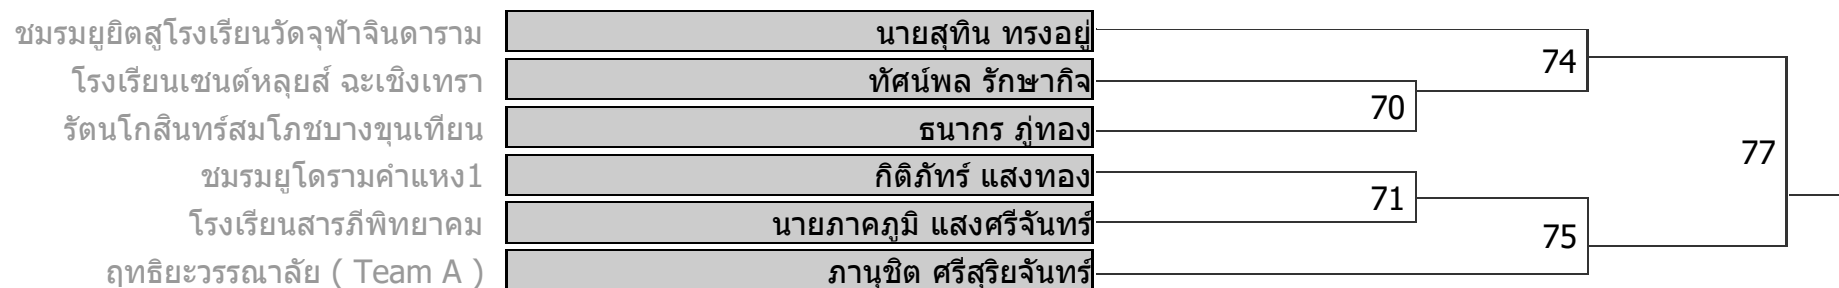 ชมรมยูยิตสูโรงเรียนวัดจุฬาจินดาราม นายสุทิน ทรงอยู่
74
โรงเรียนเซนต์หลุยส์ ฉะเชิงเทรา ทัศน์พล รักษากิจ
70
รัตนโกสินทร์สมโภชบางขุนเทียน ธนากร ภู่ทอง
77
ชมรมยูโดรามคำแหง1 กิติภัทร์ แสงทอง
71
โรงเรียนสารภีพิทยาคม นายภาคภูมิ แสงศรีจันทร์
75
ฤทธิยะวรรณาลัย ( Team A ) ภานุชิต ศรีสุริยจันทร์